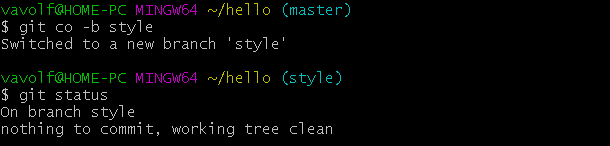 vavolf@HOME-PC MINGW64 ~/hello (master)
$ git co -b style
Switched to a new branch 'style'
vavolf@HOME-PC MINGW64 ~/hello (style)
$ git status
On branch style
nothing to commit, working tree clean